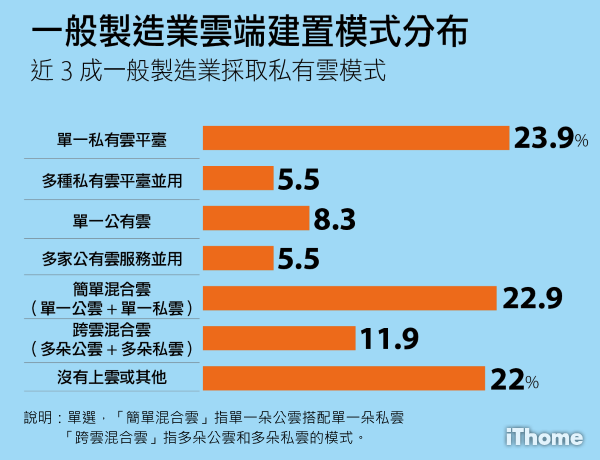 一般製造業雲端建置模式分布
近3成一般製造業採取私有雲模式
單一私有雲平臺 23.9%
多種私有雲平臺並用 5.5
單一公有雲 8.3
多家公有雲服務並用 5.5
簡單混合雲
（單一公雲＋單一私雲） 22.9
跨雲混合雲
（多朵公雲＋多朵私雲） 11.9
沒有上雲或其他 22%
說明：單選，「簡單混合雲」指單一朵公雲搭配單一朵私雲
「跨雲混合雲」指多朵公雲和多朵私雲的模式。
iThome